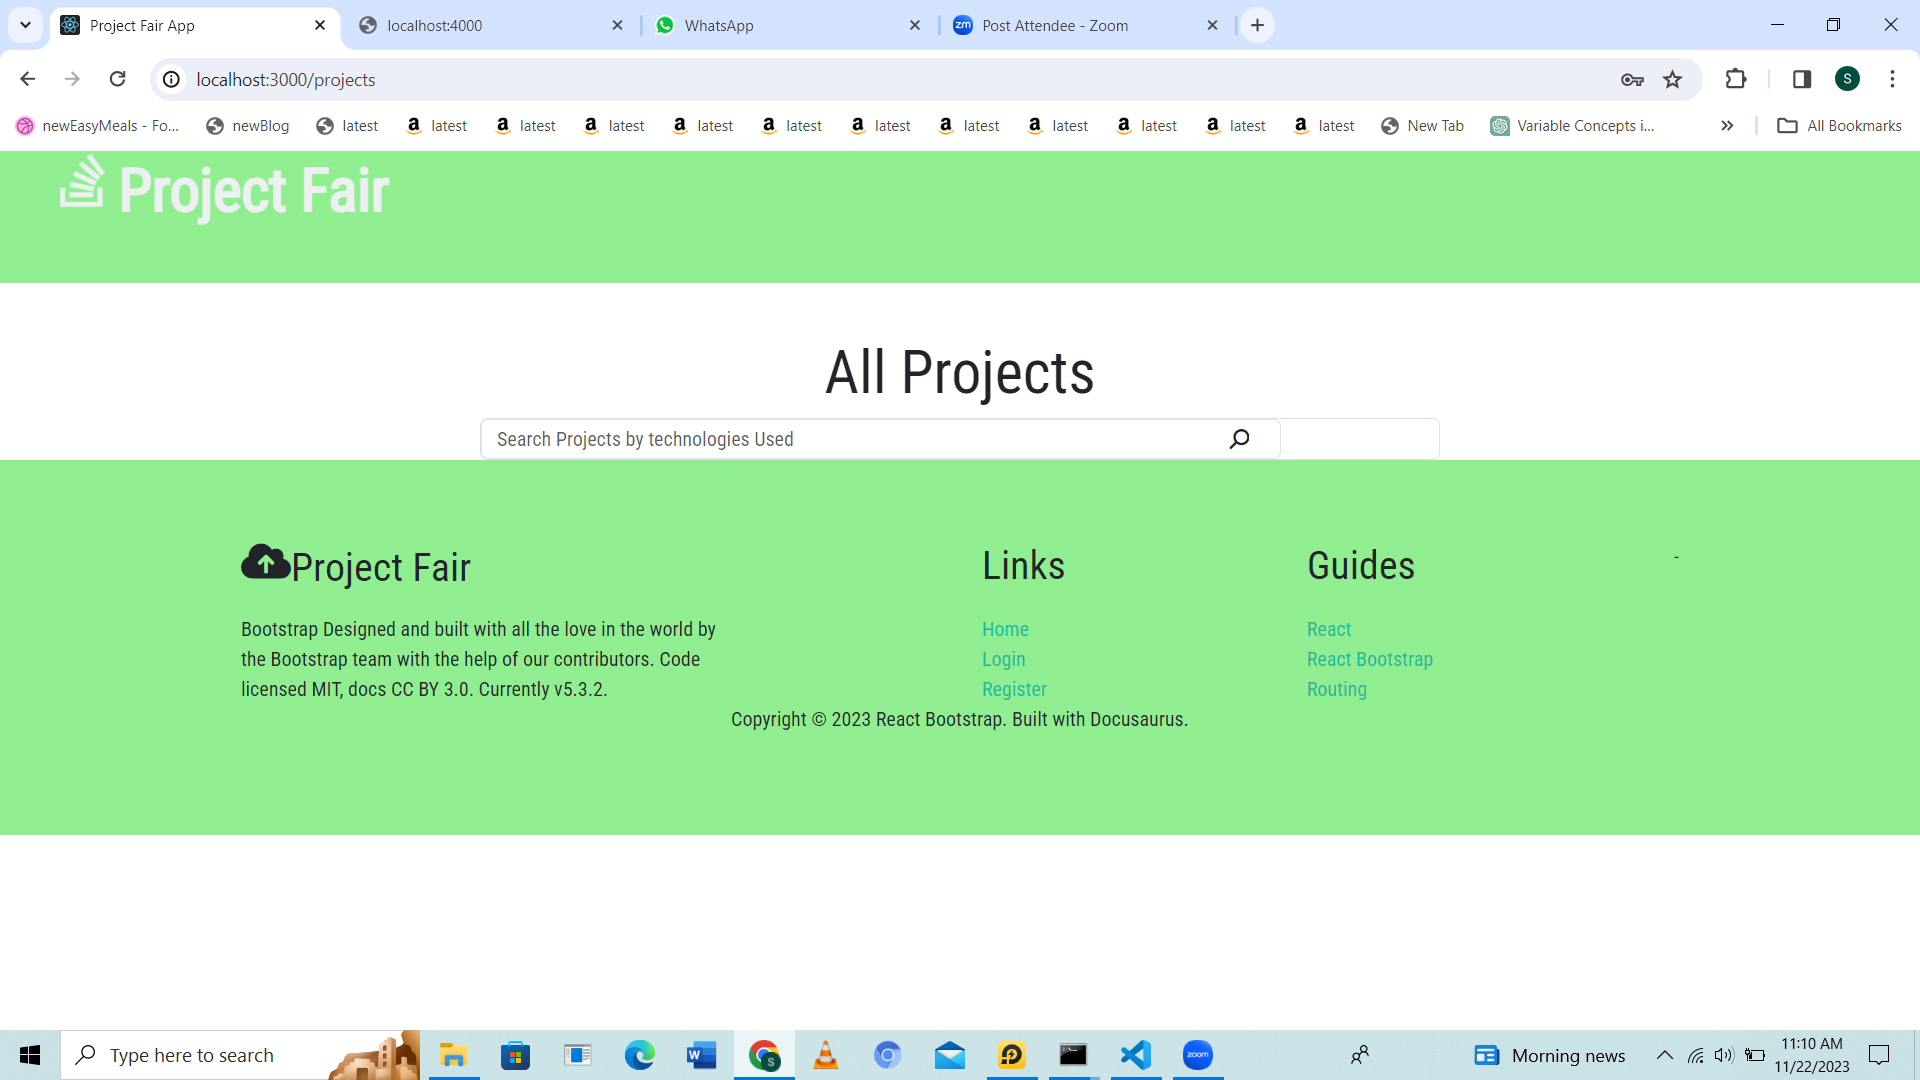 Project Fair App
localhost:4000
WhatsApp
zm Post Attendee - Zoom
localhost:3000/projects
S
newEasyMeals - Fo...
newBlog
latest
latest
latest
latest
latest
latest
latest
latest
latest
latest
latest
latest
New Tab
Variable Concepts i...
All Bookmarks
Project Fair
All Projects
Search Projects by technologies Used
Project Fair
Links
Guides
-
Bootstrap Designed and built with all the love in the world by
the Bootstrap team with the help of our contributors. Code
licensed MIT, docs CC BY 3.0. Currently v5.3.2.
Home
Login
Register
React
React Bootstrap
Routing
Copyright © 2023 React Bootstrap. Built with Docusaurus.
Type here to search
W
S
zoom
Morning news
11:10 AM
11/22/2023